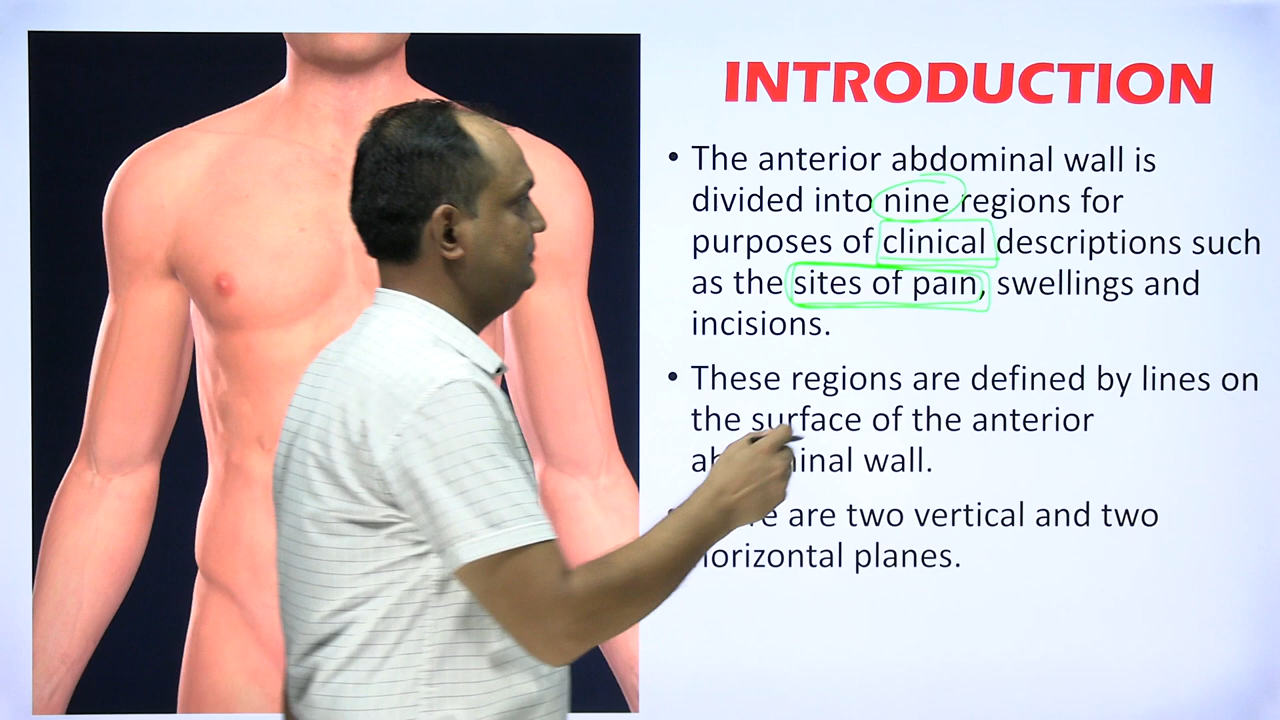 INTRODUCTION
• The anterior abdominal wall is
divided into nine regions for
purposes of clinical descriptions such
as the sites of pain, swellings and
incisions.
• These regions are defined by lines on
the surface of the anterior
wall.
are two vertical and two
horizontal planes.